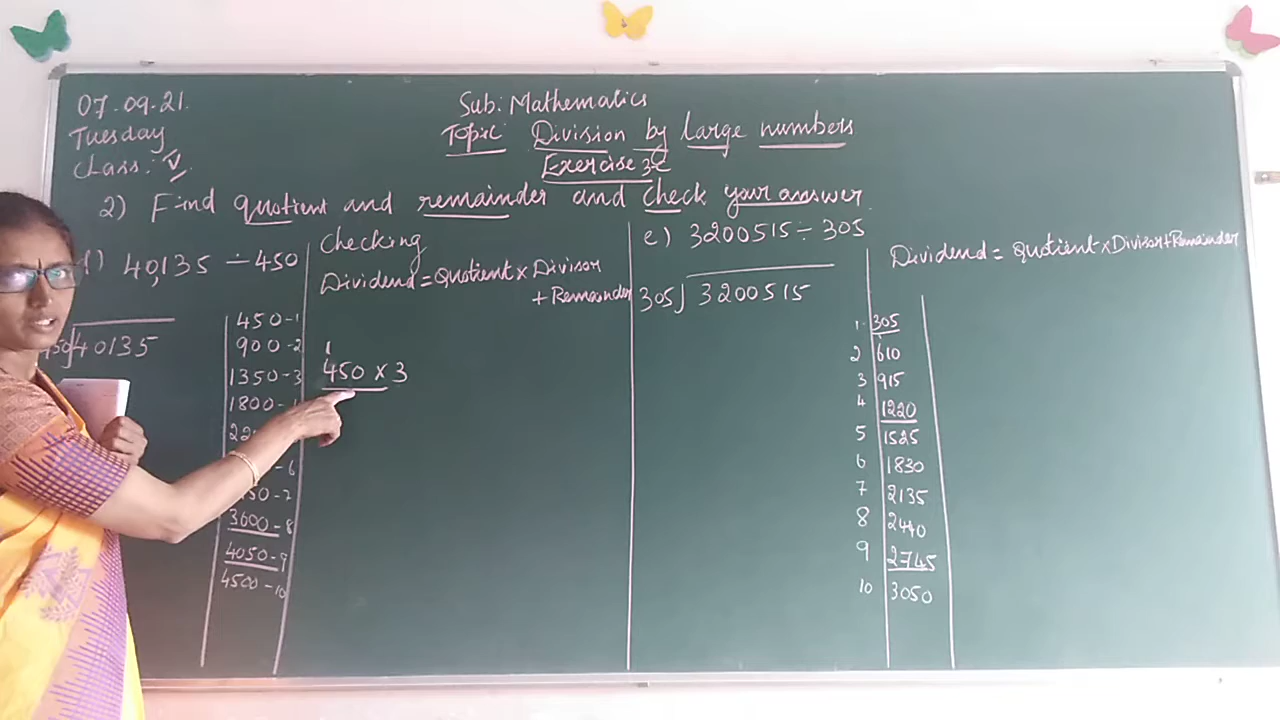 07.09.21.
Tuesday
Class: V
Sub: Mathematics
Topic: Division by large numbers
Exercise 3c
2) Find quotient and remainder and check your answer.
40,135 ÷ 450
40135
450-1
900-2
1350-3
1800-
3600-8
4050-9
4500-10
Checking
Dividend = Quotient × Divisor
+ Remainder
1
450 × 3
e) 3200515 ÷ 305
305) 3200515
Dividend = Quotient × Divisor + Remainder
1. 305
2 610
3 915
4 1220
5 1525
6 1830
7 2135
8 2440
9 2745
10 3050